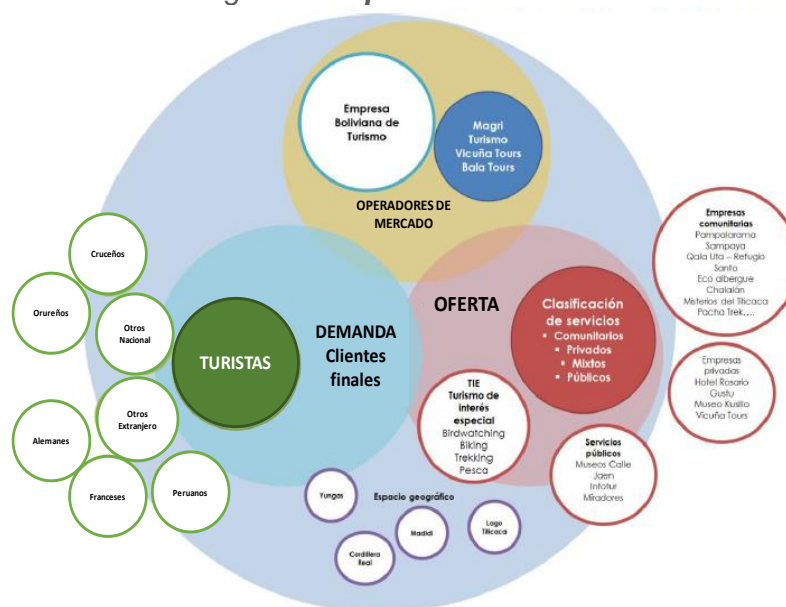 Empresa
Boliviana de
Turismo
Magri
Turismo
Vicuña Tours
Bala Tours
OPERADORES DE
MERCADO
Cruceños
Orureños
Otros
Nacional
TURISTAS
Otros
Extranjero
Alemanes
Franceses
Peruanos
DEMANDA
Clientes
finales
OFERTA
Clasificación
de servicios
▪ Comunitarios
▪ Privados
▪ Mixtos
▪ Públicos
TIE
Turismo de
interés
especial
Birdwatching
Biking
Trekking
Pesca
Empresas
comunitarias
Pampalarama
Sampaya
Qala Uta – Refugio
Santo
Eco albergue
Chalalán
Misterios del Titicaca
Pacha Trek....
Empresas
privadas
Hotel Rosario
Gustu
Museo Kusillo
Vicuña Tours
Servicios
públicos
Museos Calle
Jaen
Infotur
Miradores
Espacio geográfico
Yungas
Cordillera
Real
Madidi
Lago
Titicaca